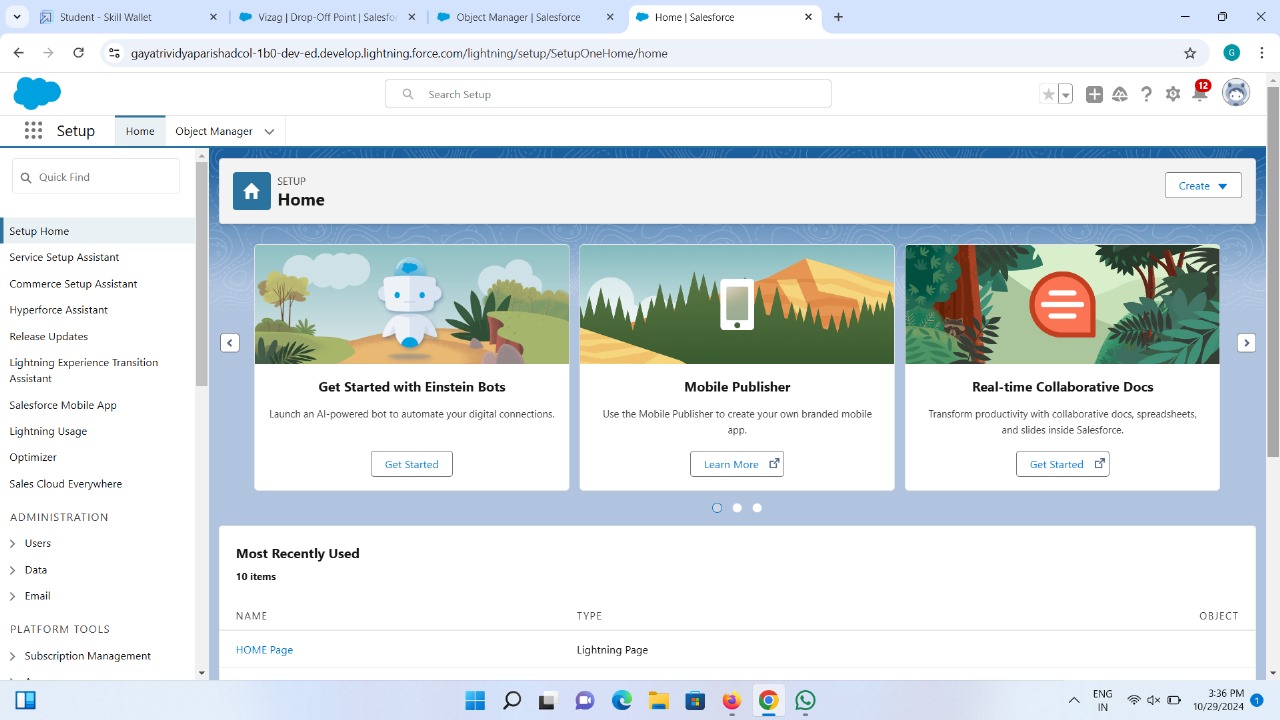 Student - Skill Wallet
Vizag | Drop-Off Point | Salesfor
Object Manager | Salesforce
Home | Salesforce
gayatrividyaparishadcol-1b0-dev-ed.develop.lightning.force.com/lightning/setup/SetupOneHome/home
G
Search Setup
12
Setup
Home
Object Manager
Quick Find
SETUP
Home
Create
Setup Home
Service Setup Assistant
Commerce Setup Assistant
Hyperforce Assistant
Release Updates
Lightning Experience Transition
Assistant
Salesforce Mobile App
Lightning Usage
Optimizer
Sales Cloud Everywhere
ADMINISTRATION
Users
Data
Email
PLATFORM TOOLS
Subscription Management
Get Started with Einstein Bots
Launch an AI-powered bot to automate your digital connections.
Get Started
Mobile Publisher
Use the Mobile Publisher to create your own branded mobile
app.
Learn More
Real-time Collaborative Docs
Transform productivity with collaborative docs, spreadsheets,
and slides inside Salesforce.
Get Started
Most Recently Used
10 items
NAME TYPE OBJECT
HOME Page Lightning Page
ENG
IN
3:36 PM
10/29/2024
1